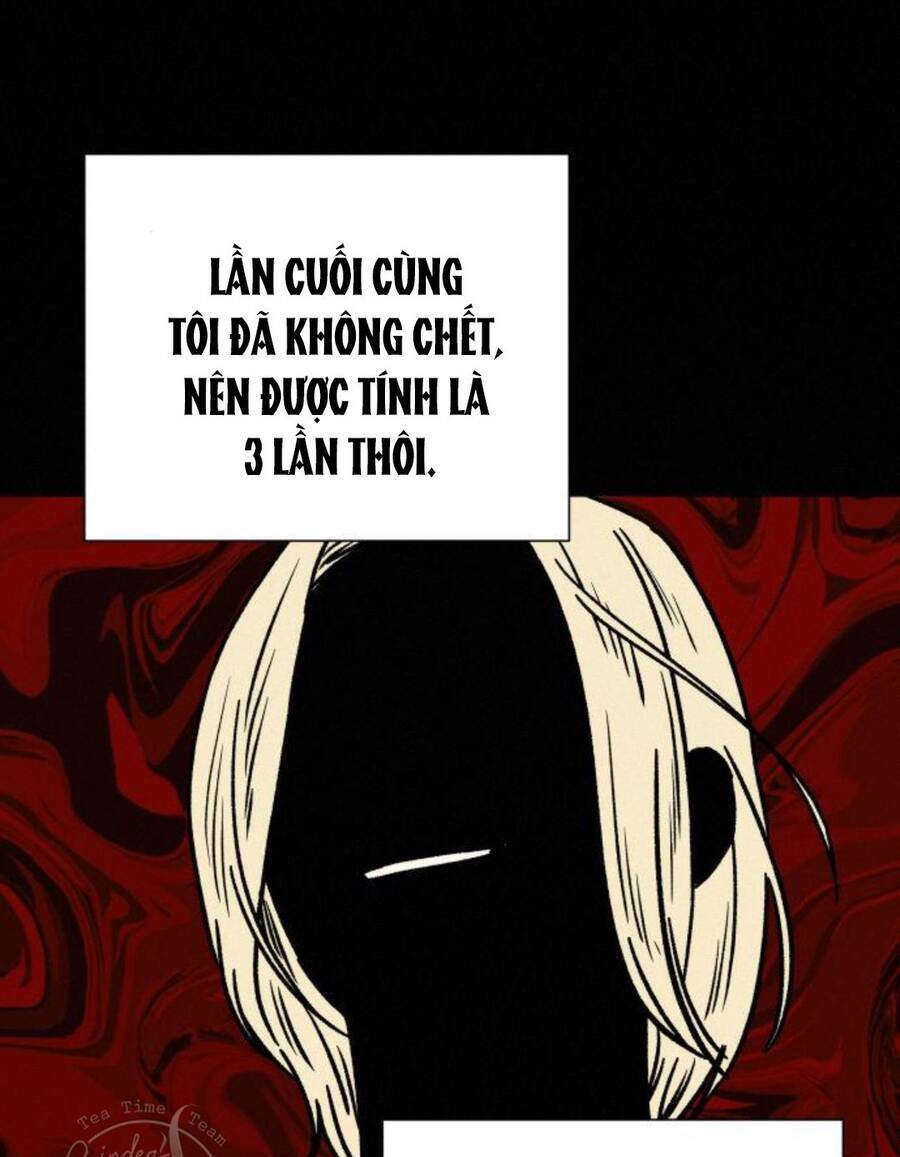 LẦN CUỐI CÙNG
TÔI ĐÃ KHÔNG CHẾT,
NÊN ĐƯỢC TÍNH LÀ
3 LẦN THÔI.
Tea Time Team